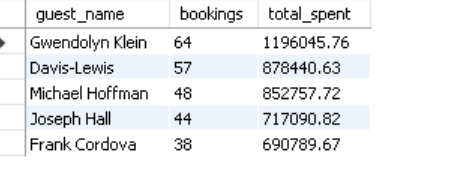 guest_name bookings total_spent
Gwendolyn Klein 64 1196045.76
Davis-Lewis 57 878440.63
Michael Hoffman 48 852757.72
Joseph Hall 44 717090.82
Frank Cordova 38 690789.67